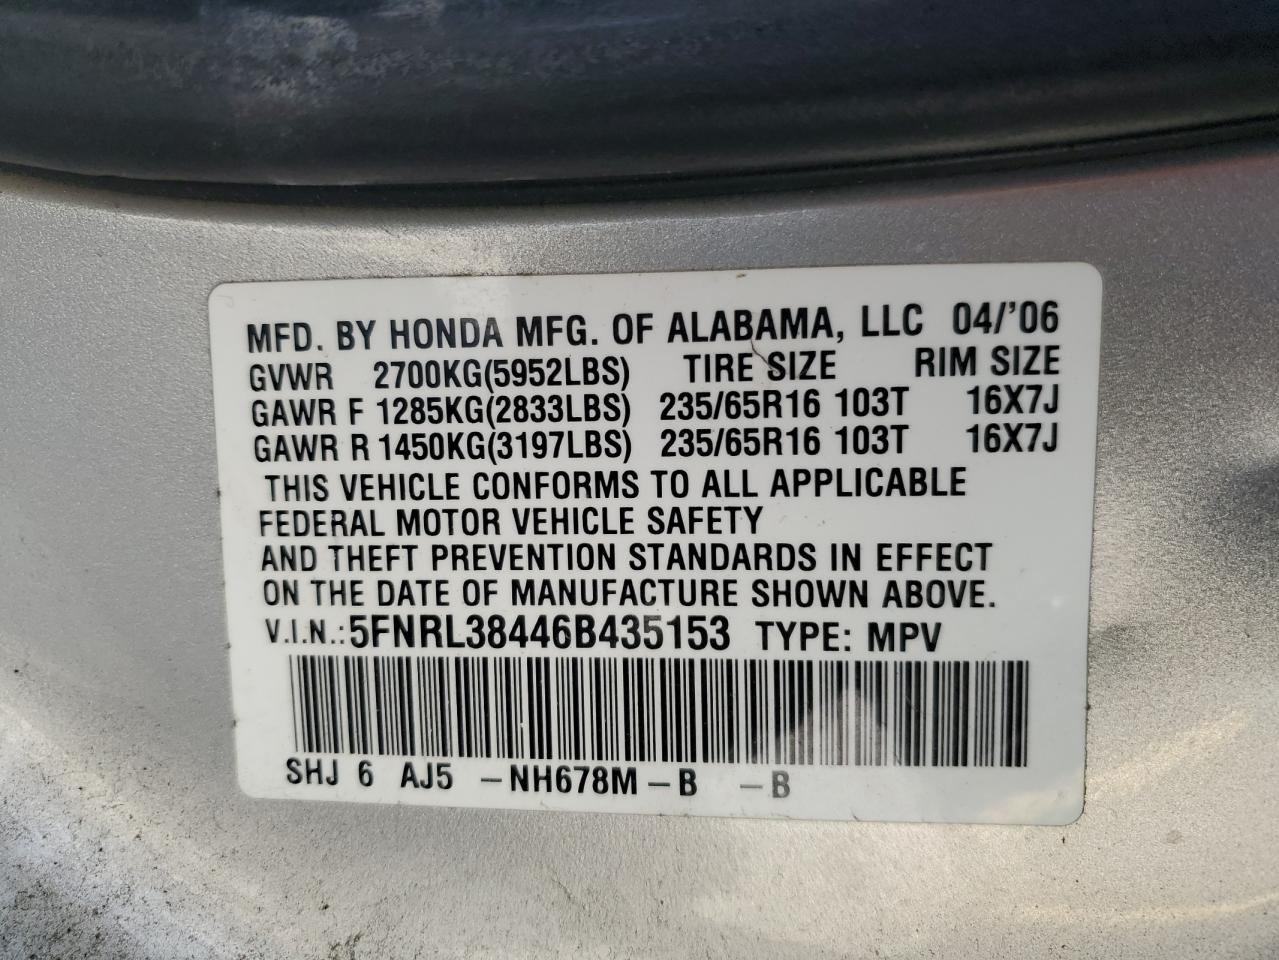 MFD. BY HONDA MFG. OF ALABAMA, LLC 04/'06
GVWR 2700KG(5952LBS) TIRE SIZE RIM SIZE
GAWR F 1285KG(2833LBS) 235/65R16 103T 16X7J
GAWR R 1450KG(3197LBS) 235/65R16 103T 16X7J
THIS VEHICLE CONFORMS TO ALL APPLICABLE
FEDERAL MOTOR VEHICLE SAFETY
AND THEFT PREVENTION STANDARDS IN EFFECT
ON THE DATE OF MANUFACTURE SHOWN ABOVE.
V.I.N.:5FNRL38446B435153 TYPE: MPV
SHJ 6 AJ5 -NH678M-B -B